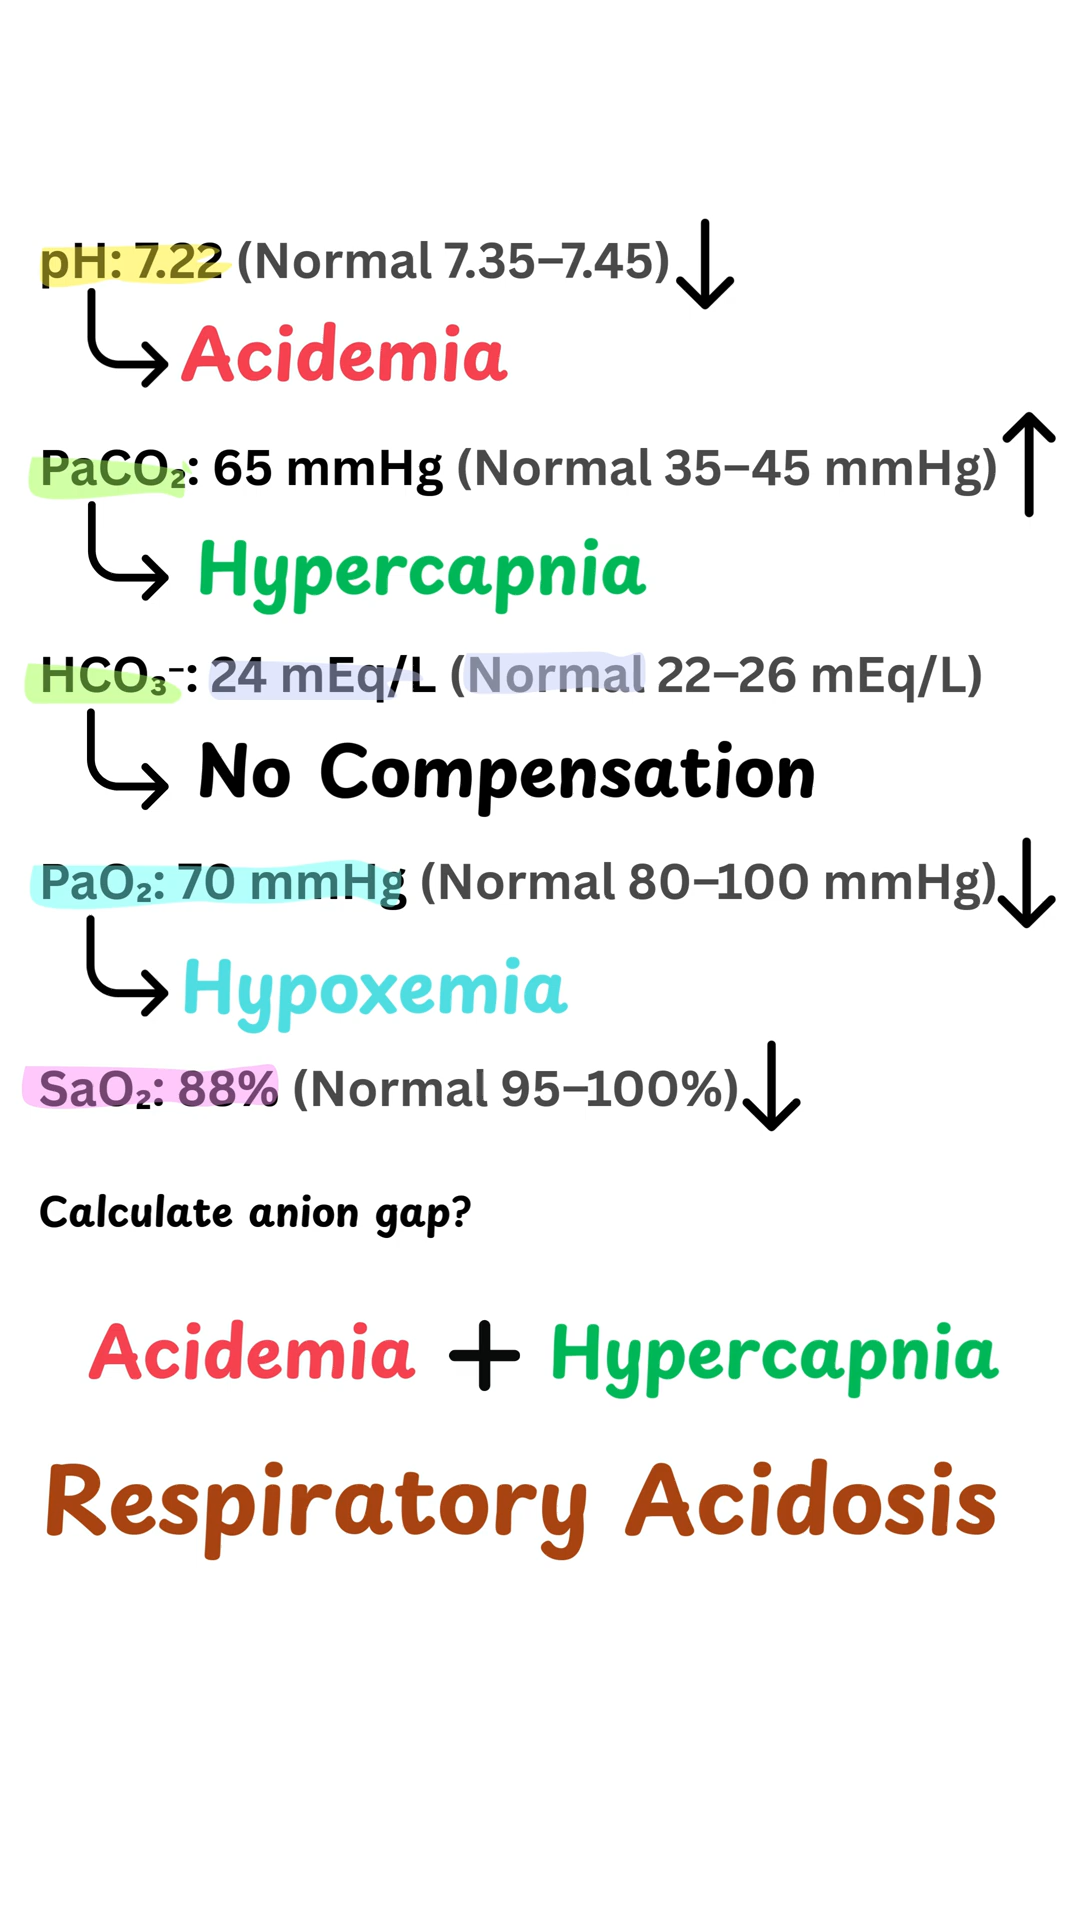 pH: 7.22 (Normal 7.35–7.45)
Acidemia
PaCO₂: 65 mmHg (Normal 35–45 mmHg)
Hypercapnia
HCO₃⁻: 24 mEq/L (Normal 22–26 mEq/L)
No Compensation
PaO₂: 70 mmHg (Normal 80–100 mmHg)
Hypoxemia
SaO₂: 88% (Normal 95–100%)
Calculate anion gap?
Acidemia + Hypercapnia
Respiratory Acidosis